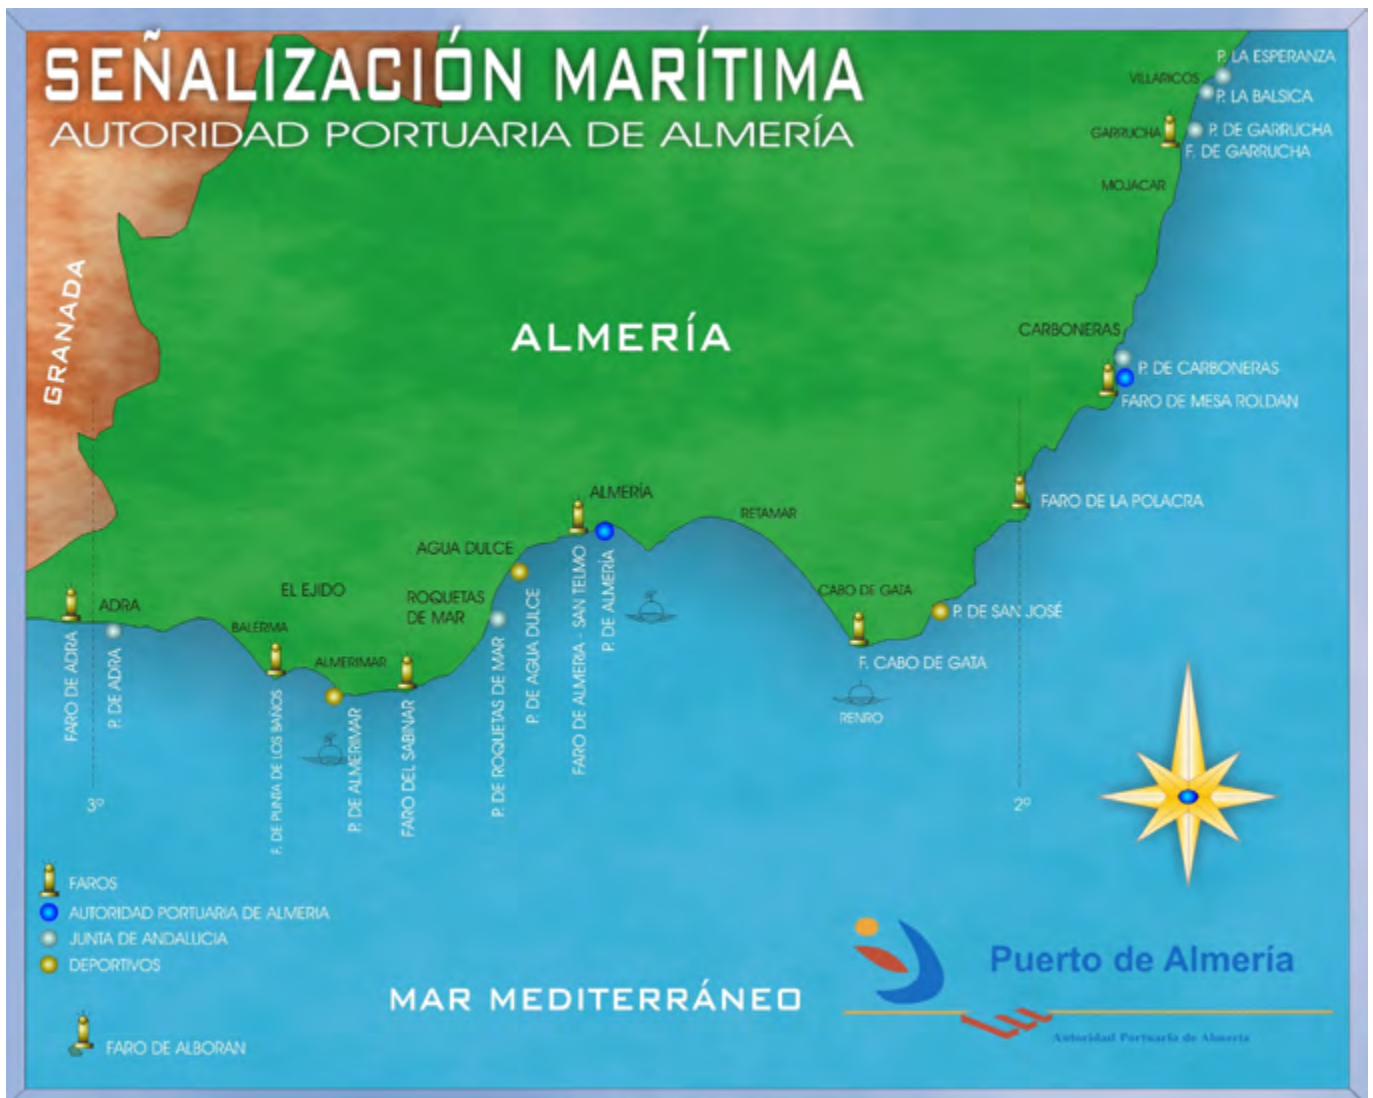 SEÑALIZACIÓN MARÍTIMA
AUTORIDAD PORTUARIA DE ALMERÍA
P. LA ESPERANZA
VILLARICOS
P. LA BALSICA
GARRUCHA
P. DE GARRUCHA
F. DE GARRUCHA
MOJACAR
GRANADA
ALMERÍA
CARBONERAS
P. DE CARBONERAS
FARO DE MESA ROLDAN
ALMERÍA
FARO DE LA POLACRA
RETAMAR
AGUA DULCE
EL EJIDO
ROQUETAS
DE MAR
CABO DE GATA
ADRA
P. DE SAN JOSÉ
BALERMA
ALMERIMAR
F. CABO DE GATA
RENRO
FARO DE ADRA
P. DE ADRA
F. DE PUNTA DE LOS BAÑOS
P. DE ALMERIMAR
FARO DEL SABINAR
P. DE ROQUETAS DE MAR
P. DE AGUA DULCE
FARO DE ALMERIA - SAN TELMO
P. DE ALMERÍA
3º
2º
FAROS
AUTORIDAD PORTUARIA DE ALMERIA
JUNTA DE ANDALUCIA
DEPORTIVOS
FARO DE ALBORAN
MAR MEDITERRÁNEO
Puerto de Almería
Autoridad Portuaria de Almería